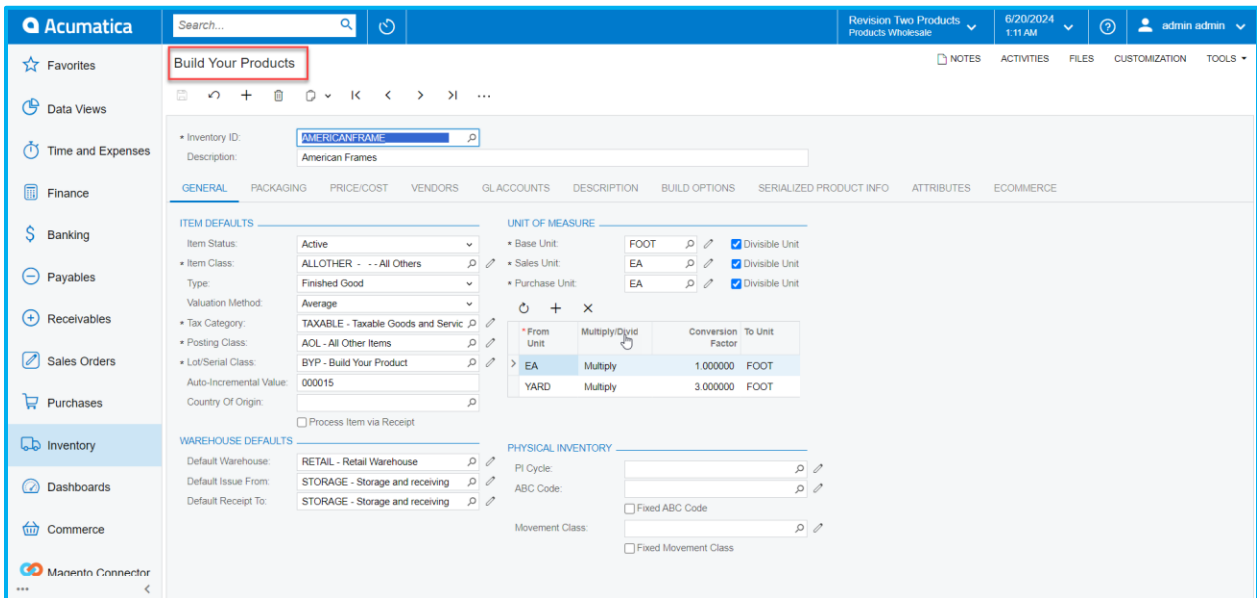 Acumatica
Search...
Revision Two Products
Products Wholesale
6/20/2024
1:11 AM
admin admin
Favorites
Data Views
Time and Expenses
Finance
Banking
Payables
Receivables
Sales Orders
Purchases
Inventory
Dashboards
Commerce
Magento Connector
Build Your Products
NOTES ACTIVITIES FILES CUSTOMIZATION TOOLS
* Inventory ID: AMERICANFRAME
Description: American Frames
GENERAL PACKAGING PRICE/COST VENDORS GL ACCOUNTS DESCRIPTION BUILD OPTIONS SERIALIZED PRODUCT INFO ATTRIBUTES ECOMMERCE
ITEM DEFAULTS
Item Status: Active
* Item Class: ALLOTHER - - - All Others
Type: Finished Good
Valuation Method: Average
* Tax Category: TAXABLE - Taxable Goods and Servic
* Posting Class: AOL - All Other Items
* Lot/Serial Class: BYP - Build Your Product
Auto-Incremental Value: 000015
Country Of Origin:
Process Item via Receipt
WAREHOUSE DEFAULTS
Default Warehouse: RETAIL - Retail Warehouse
Default Issue From: STORAGE - Storage and receiving
Default Receipt To: STORAGE - Storage and receiving
UNIT OF MEASURE
* Base Unit: FOOT Divisible Unit
* Sales Unit: EA Divisible Unit
* Purchase Unit: EA Divisible Unit
* From Unit Multiply/Divid Conversion Factor To Unit
EA Multiply 1.000000 FOOT
YARD Multiply 3.000000 FOOT
PHYSICAL INVENTORY
PI Cycle:
ABC Code:
Fixed ABC Code
Movement Class:
Fixed Movement Class